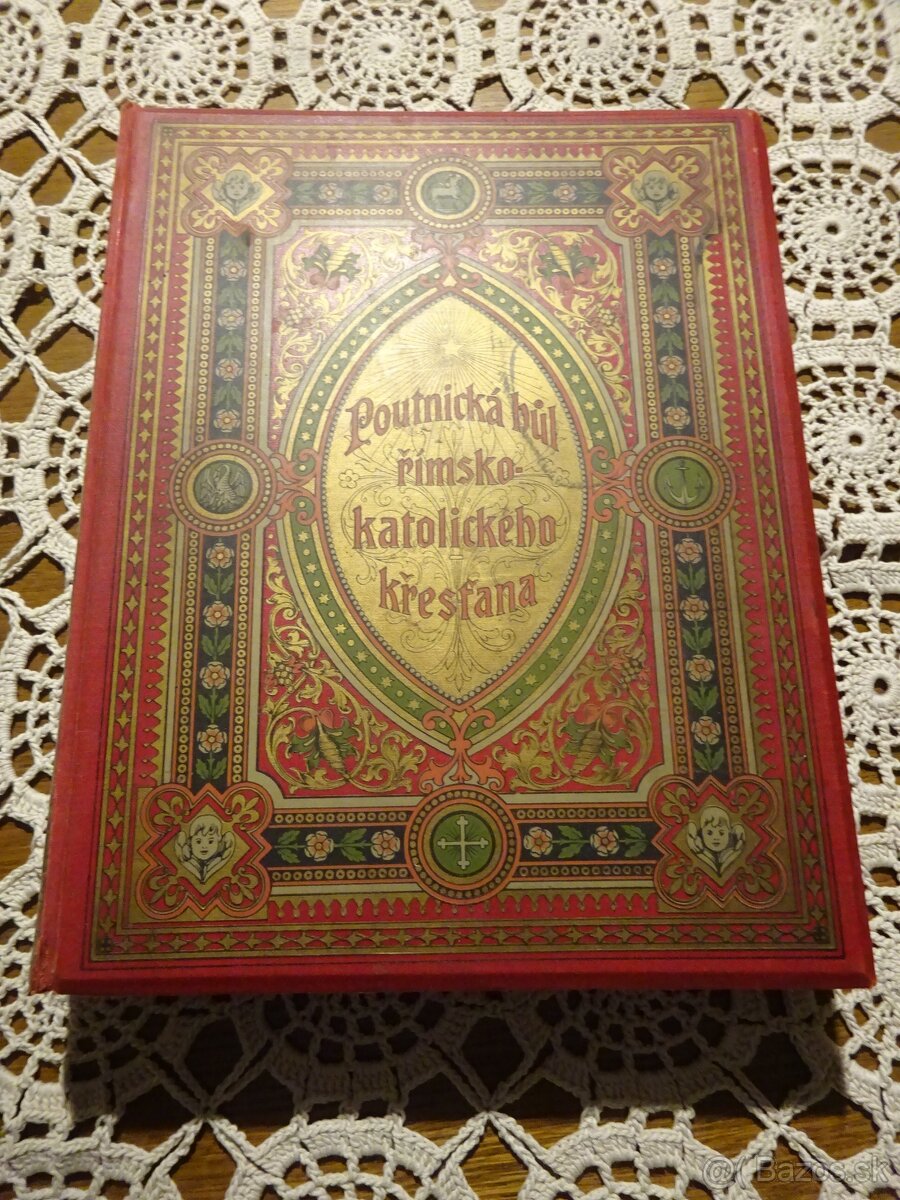 Poutnická hůl
římsko-
katolického
křesťana
@( Bazos.sk